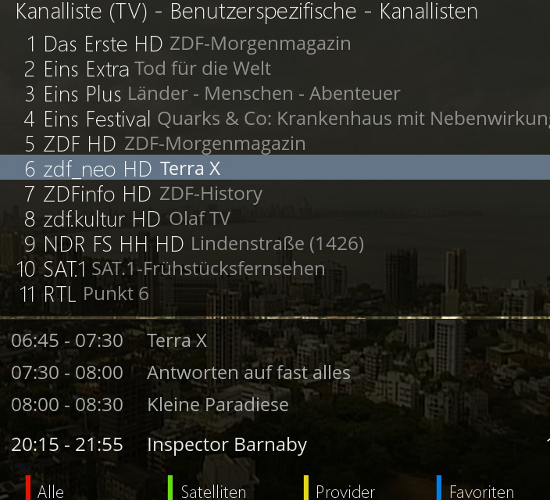 Kanalliste (TV) - Benutzerspezifische - Kanallisten
1 Das Erste HD ZDF-Morgenmagazin
2 Eins Extra Tod für die Welt
3 Eins Plus Länder - Menschen - Abenteuer
4 Eins Festival Quarks & Co: Krankenhaus mit Nebenwirkun
5 ZDF HD ZDF-Morgenmagazin
6 zdf_neo HD Terra X
7 ZDFinfo HD ZDF-History
8 zdf.kultur HD Olaf TV
9 NDR FS HH HD Lindenstraße (1426)
10 SAT.1 SAT.1-Frühstücksfernsehen
11 RTL Punkt 6
06:45 - 07:30 Terra X
07:30 - 08:00 Antworten auf fast alles
08:00 - 08:30 Kleine Paradiese
20:15 - 21:55 Inspector Barnaby
Alle Satelliten Provider Favoriten